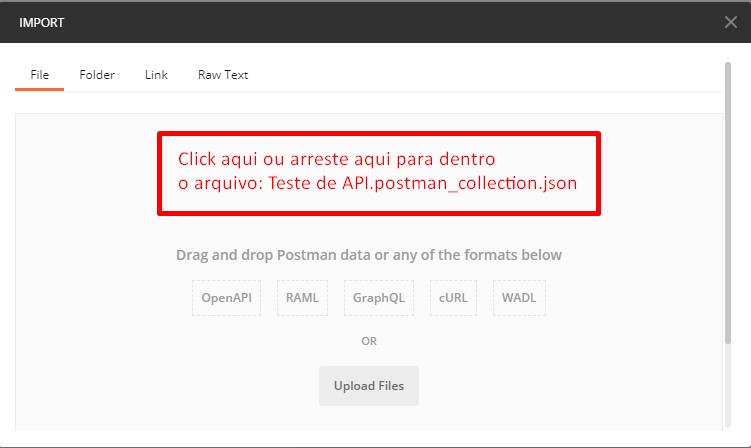 IMPORT
File Folder Link Raw Text
Click aqui ou arreste aqui para dentro
o arquivo: Teste de API.postman_collection.json
Drag and drop Postman data or any of the formats below
OpenAPI RAML GraphQL cURL WADL
OR
Upload Files